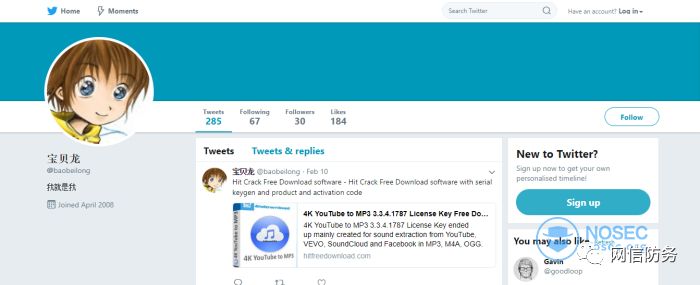 Home Moments Search Twitter Have an account? Log in
Tweets Following Followers Likes
285 67 30 184
Follow
宝贝龙
@baobeilong
我就是我
Joined April 2008
Tweets Tweets & replies
宝贝龙 @baobeilong · Feb 10
Hit Crack Free Download software - Hit Crack Free Download software with serial
keygen and product and activation code
4K YouTube to MP3
4K YouTube to MP3 3.3.4.1787 License Key Free Do...
4K YouTube to MP3 3.3.4.1787 License Key ended
up mainly created for sound extraction from YouTube,
VEVO, SoundCloud and Facebook in MP3, M4A, OGG.
hitfreedownload.com
New to Twitter?
Sign up now to get your own
personalised timeline!
Sign up
You may also like
Gavin
@goodloop
NOSEC
网信防务